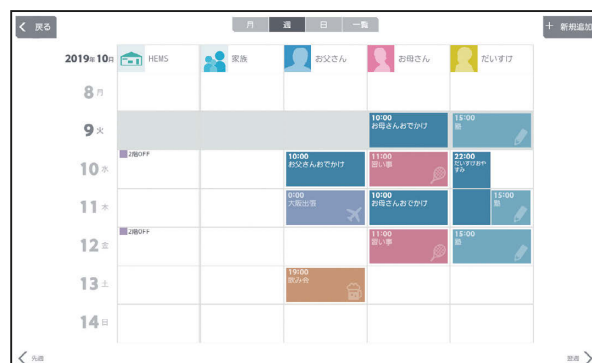 戻る
月 週 日 一覧
+ 新規追加
2019年10月 HEMS 家族 お父さん お母さん だいすけ
8月
9火
10:00
お母さんおでかけ
15:00
塾
10水
2階OFF
10:00
お父さんおでかけ
11:00
習い事
22:00
だいすけおや
すみ
11木
0:00
大阪出張
10:00
お母さんおでかけ
15:00
塾
12金
2階OFF
11:00
習い事
15:00
塾
13土
19:00
飲み会
14日
先週
翌週